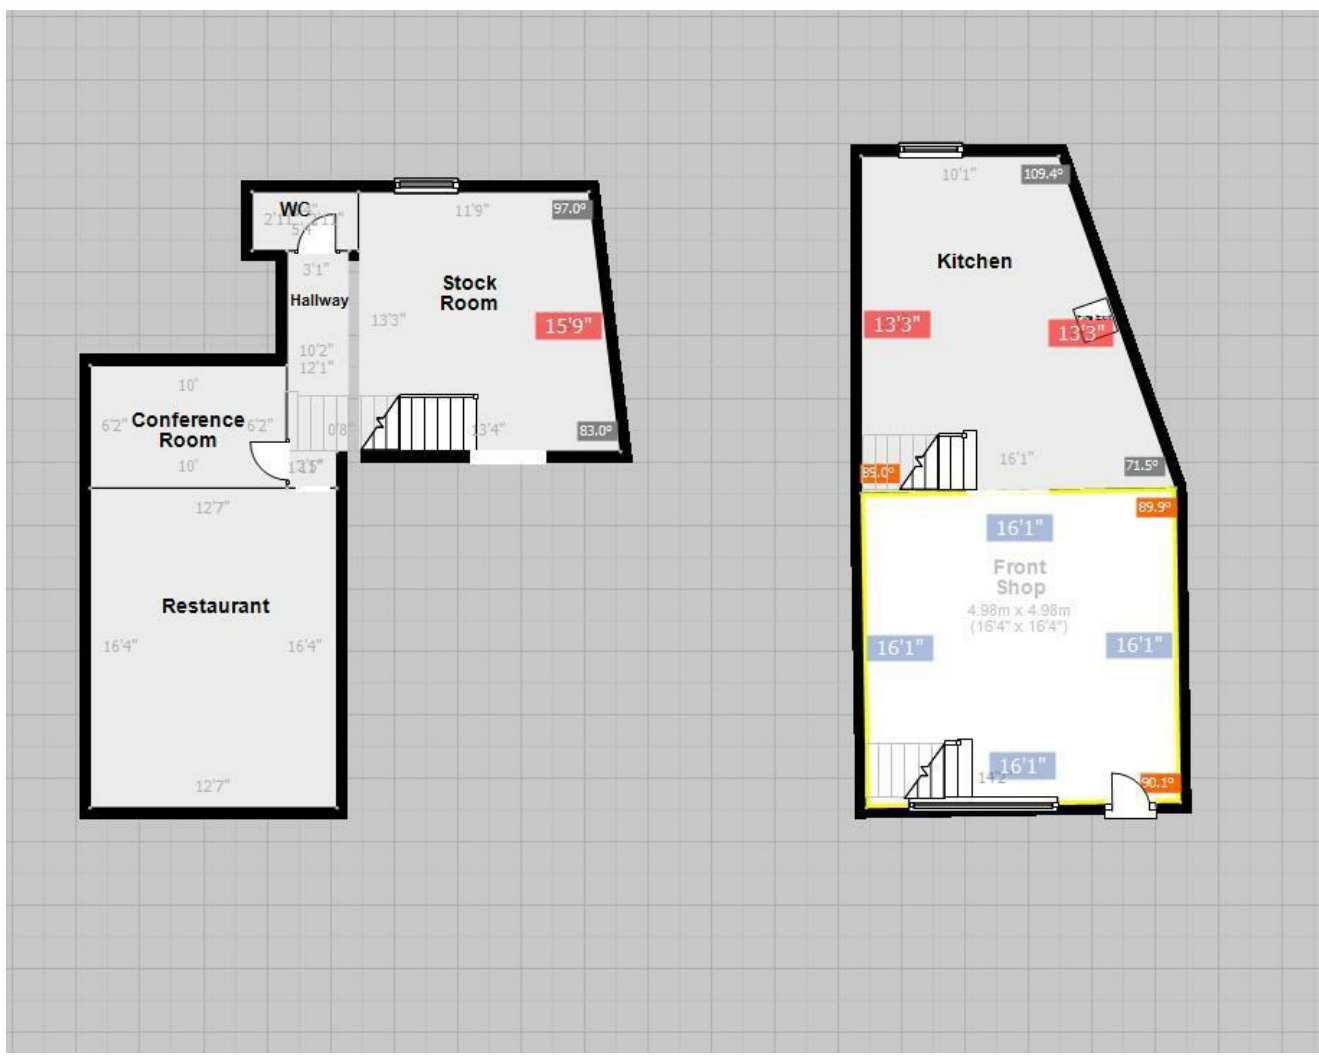 WC
2'11"
2'11"
5'4"
11'9"
97.0°
3'1"
Hallway
Stock
Room
13'3"
15'9"
10'2"
12'1"
10'
6'2"
Conference
Room
6'2"
0'8"
13'4"
83.0°
10'
12'7"
Restaurant
16'4"
16'4"
12'7"
10'1"
109.4°
Kitchen
13'3"
13'3"
16'1"
71.5°
89.0°
89.9°
16'1"
Front
Shop
4.98m x 4.98m
(16'4" x 16'4")
16'1"
16'1"
16'1"
14'2"
90.1°